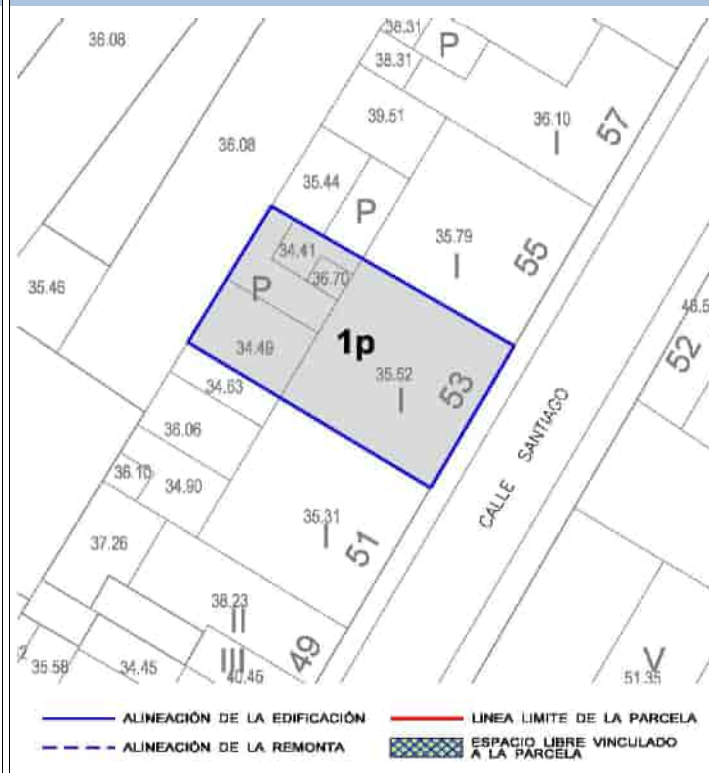 38.31
36.08
P
38.31
39.51
36.10
I
57
36.08
35.44
P
35.79
I
55
34.41
36.70
P
35.46
46.5
34.49
1p
35.52
I
53
52
34.63
CALLE SANTIAGO
36.06
36.10
34.90
35.31
I
51
37.26
38.23
II
III
49
40.46
35.58
34.45
V
51.35
ALINEACIÓN DE LA EDIFICACIÓN
LINEA LIMITE DE LA PARCELA
ALINEACIÓN DE LA REMONTA
ESPACIO LIBRE VINCULADO
A LA PARCELA